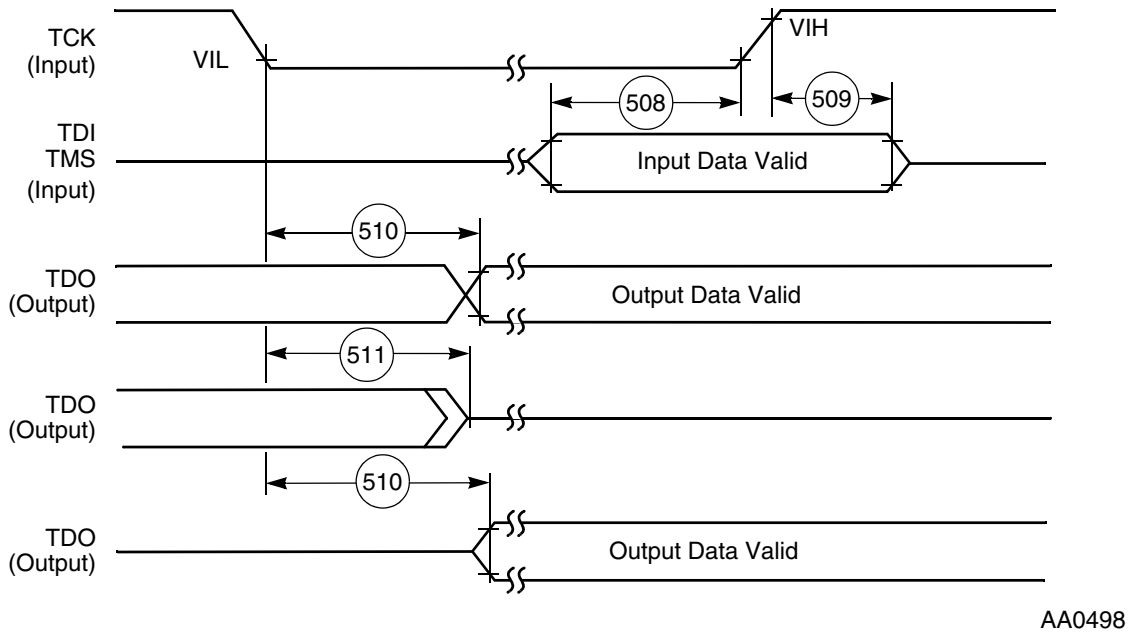 TCK
(Input)
VIL
VIH
508
509
TDI
TMS
(Input)
Input Data Valid
510
TDO
(Output)
Output Data Valid
511
TDO
(Output)
510
TDO
(Output)
Output Data Valid
AA0498